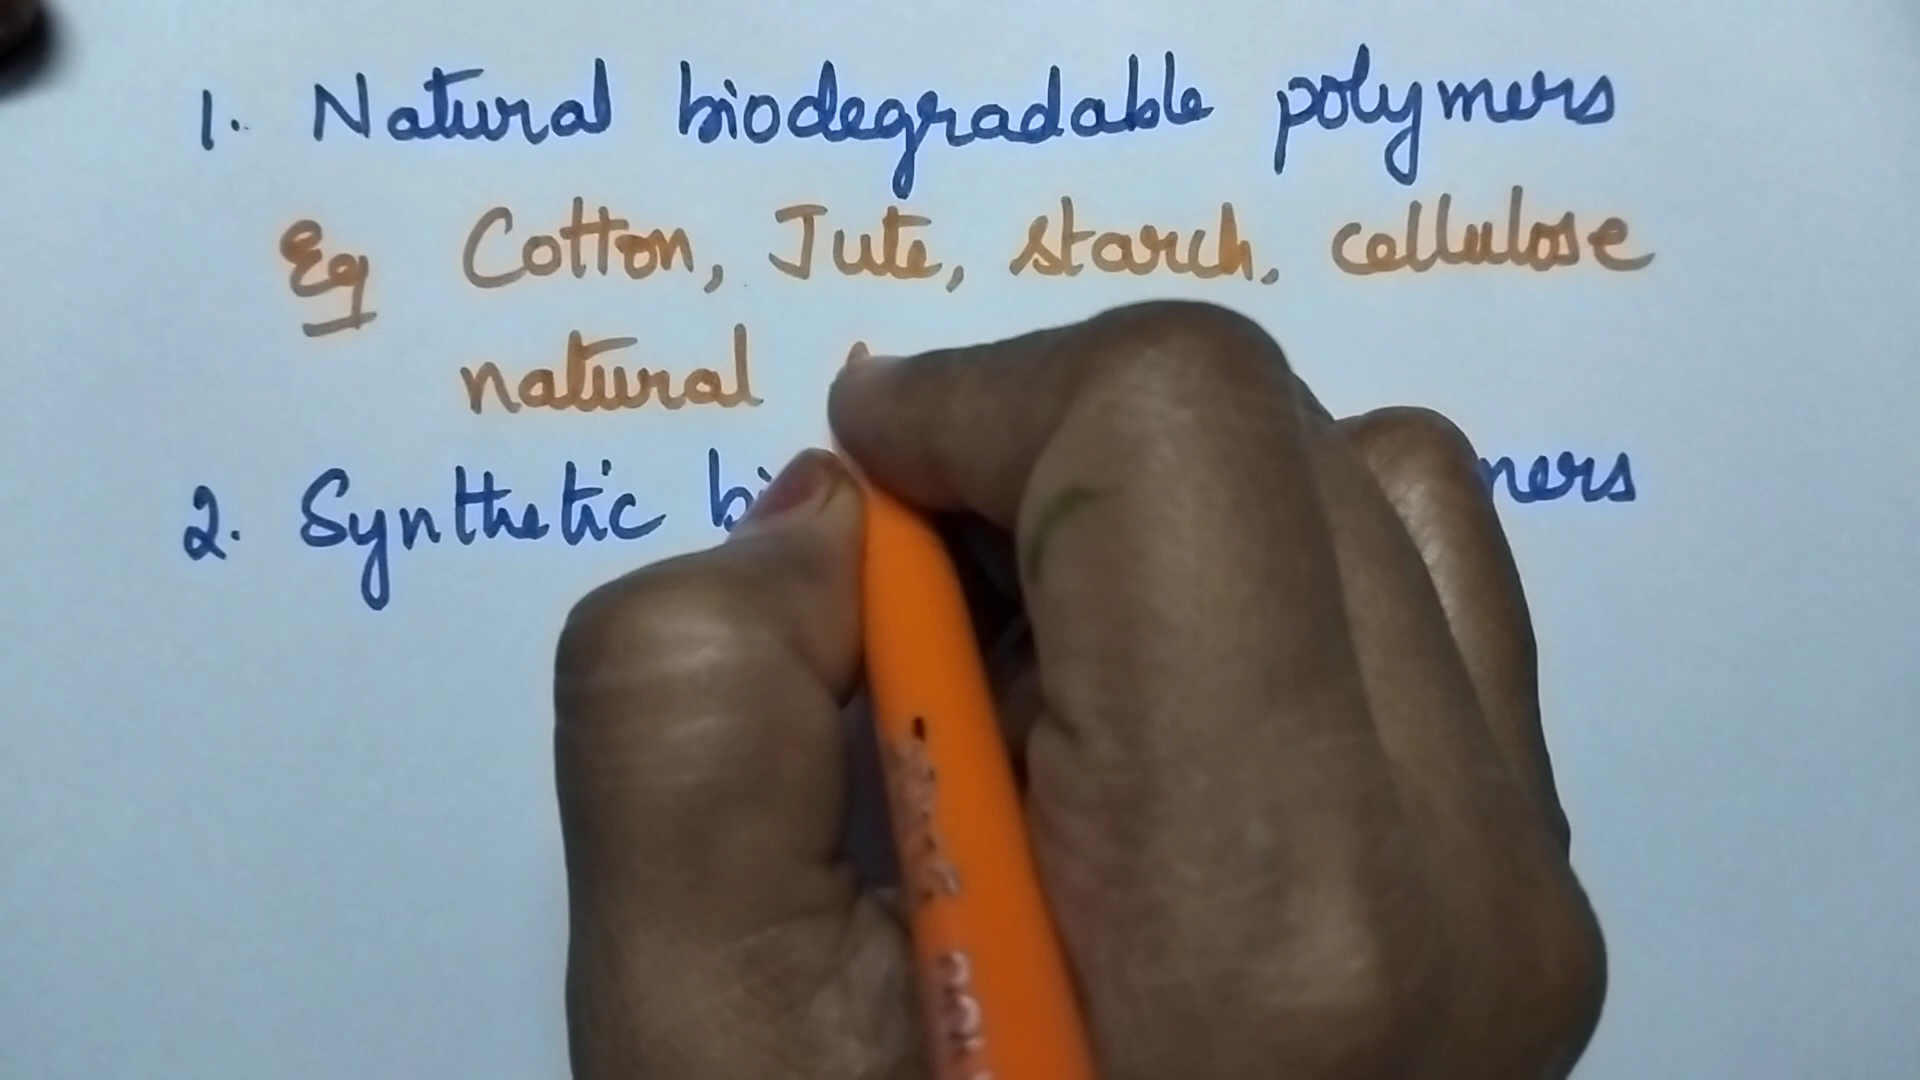 1. Natural biodegradable polymers
Eg Cotton, Jute, starch, cellulose
natural
2. Synthetic